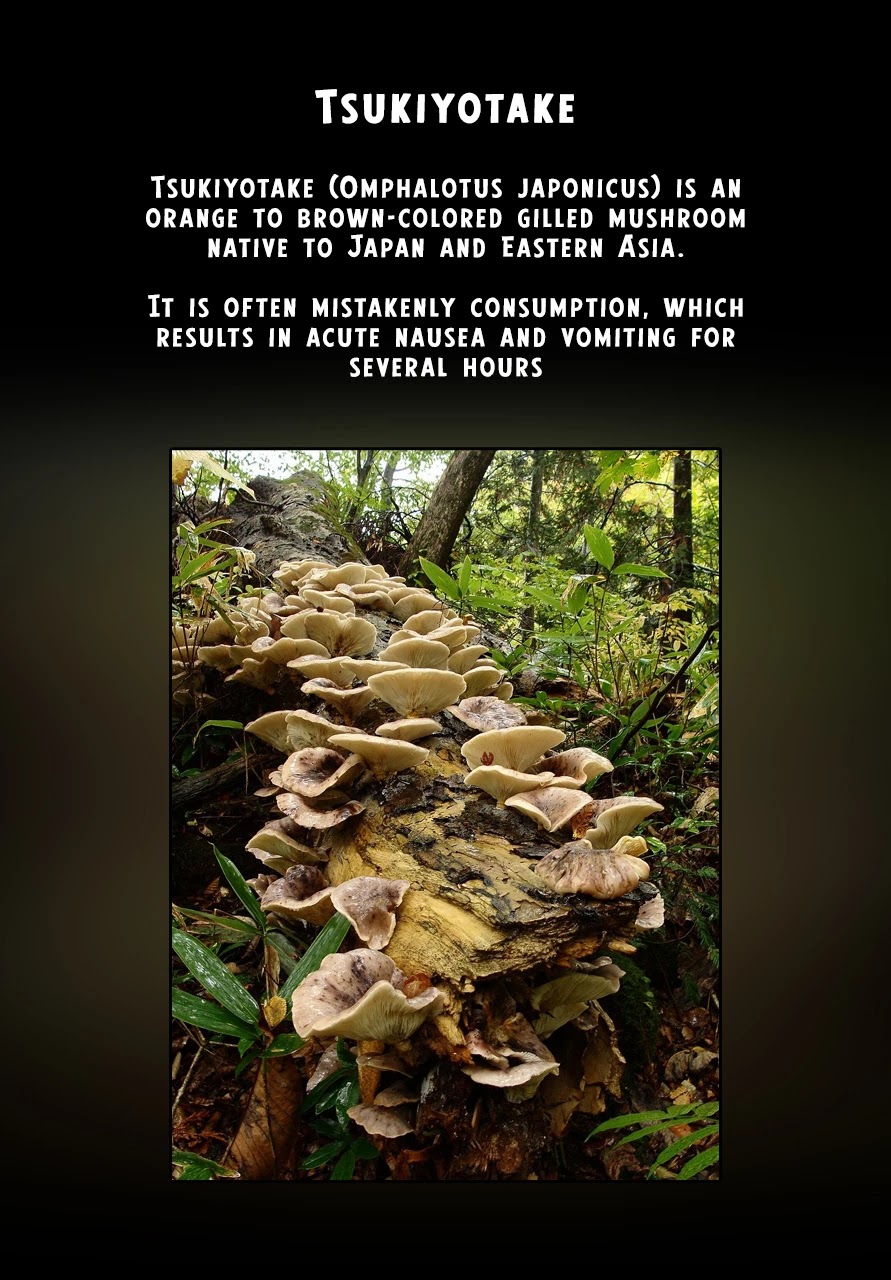 Tsukiyotake
Tsukiyotake (Omphalotus japonicus) is an
orange to brown-colored gilled mushroom
native to Japan and Eastern Asia.
It is often mistakenly consumption, which
results in acute nausea and vomiting for
several hours